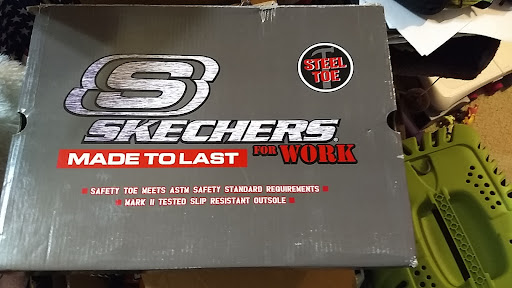 S
STEEL
TOE
SKECHERS
MADE TO LAST FOR WORK
SAFETY TOE MEETS ASTM SAFETY STANDARD REQUIREMENTS
MARK II TESTED SLIP RESISTANT OUTSOLE